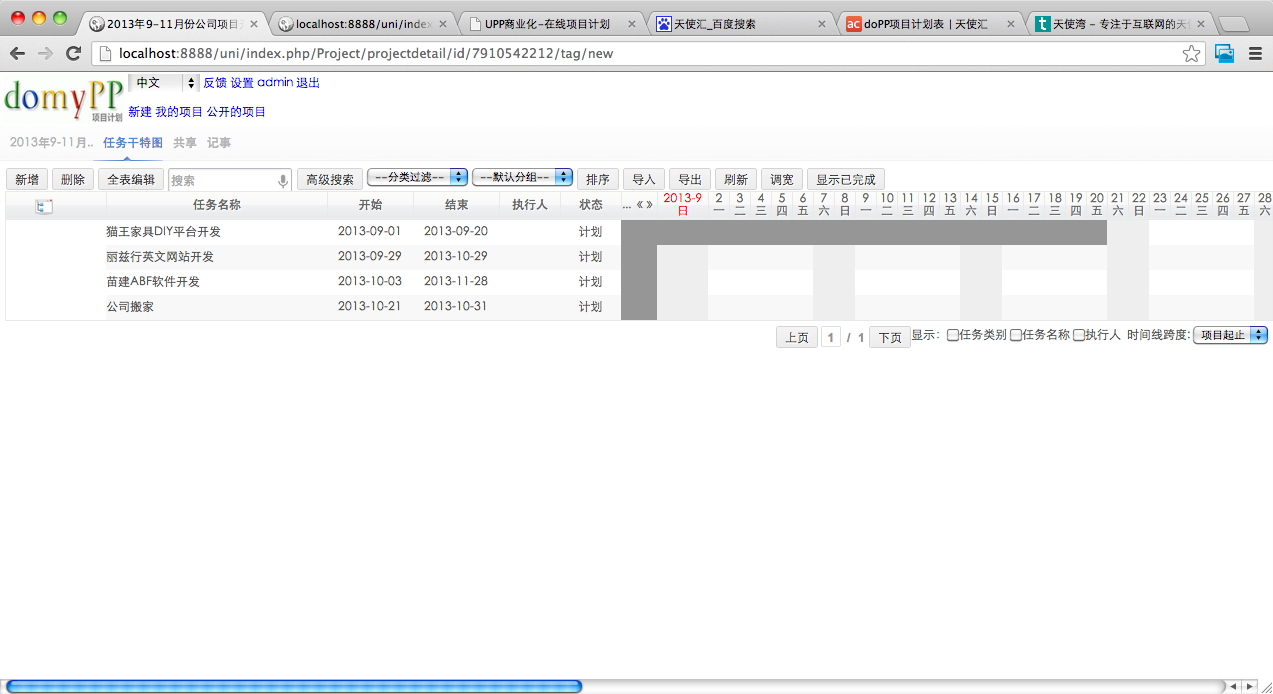 2013年9-11月份公司项目 localhost:8888/uni/index UPP商业化-在线项目计划 天使汇_百度搜索 ac doPP项目计划表 | 天使汇 t 天使湾 - 专注于互联网的天
localhost:8888/uni/index.php/Project/projectdetail/id/7910542212/tag/new
domyPP 中文 反馈 设置 admin 退出
项目计划 新建 我的项目 公开的项目
2013年9-11月.. 任务干特图 共享 记事
新增 删除 全表编辑 搜索 高级搜索 --分类过滤-- --默认分组-- 排序 导入 导出 刷新 调宽 显示已完成
任务名称 开始 结束 执行人 状态 ... « » 2013-9 2 3 4 5 6 7 8 9 10 11 12 13 14 15 16 17 18 19 20 21 22 23 24 25 26 27 28
日 一 二 三 四 五 六 日 一 二 三 四 五 六 日 一 二 三 四 五 六 日 一 二 三 四 五 六
猫王家具DIY平台开发 2013-09-01 2013-09-20 计划
丽兹行英文网站开发 2013-09-29 2013-10-29 计划
苗建ABF软件开发 2013-10-03 2013-11-28 计划
公司搬家 2013-10-21 2013-10-31 计划
上页 1 / 1 下页 显示: 任务类别 任务名称 执行人 时间线跨度: 项目起止